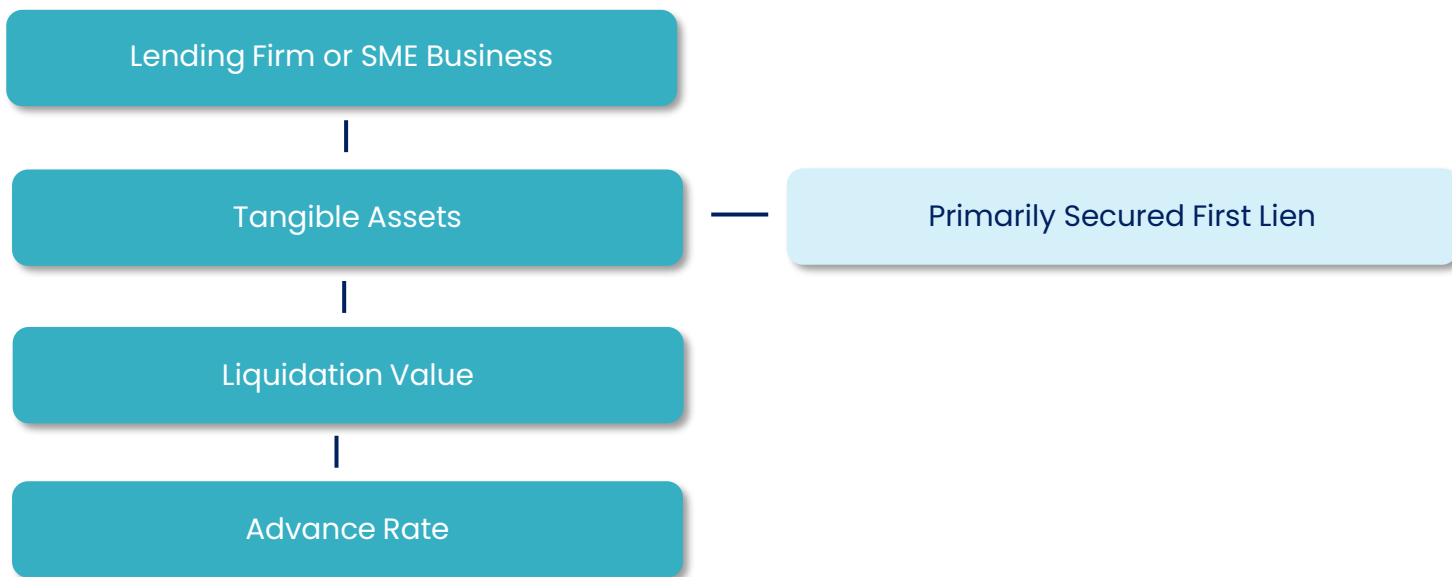 Lending Firm or SME Business
Tangible Assets
Primarily Secured First Lien
Liquidation Value
Advance Rate